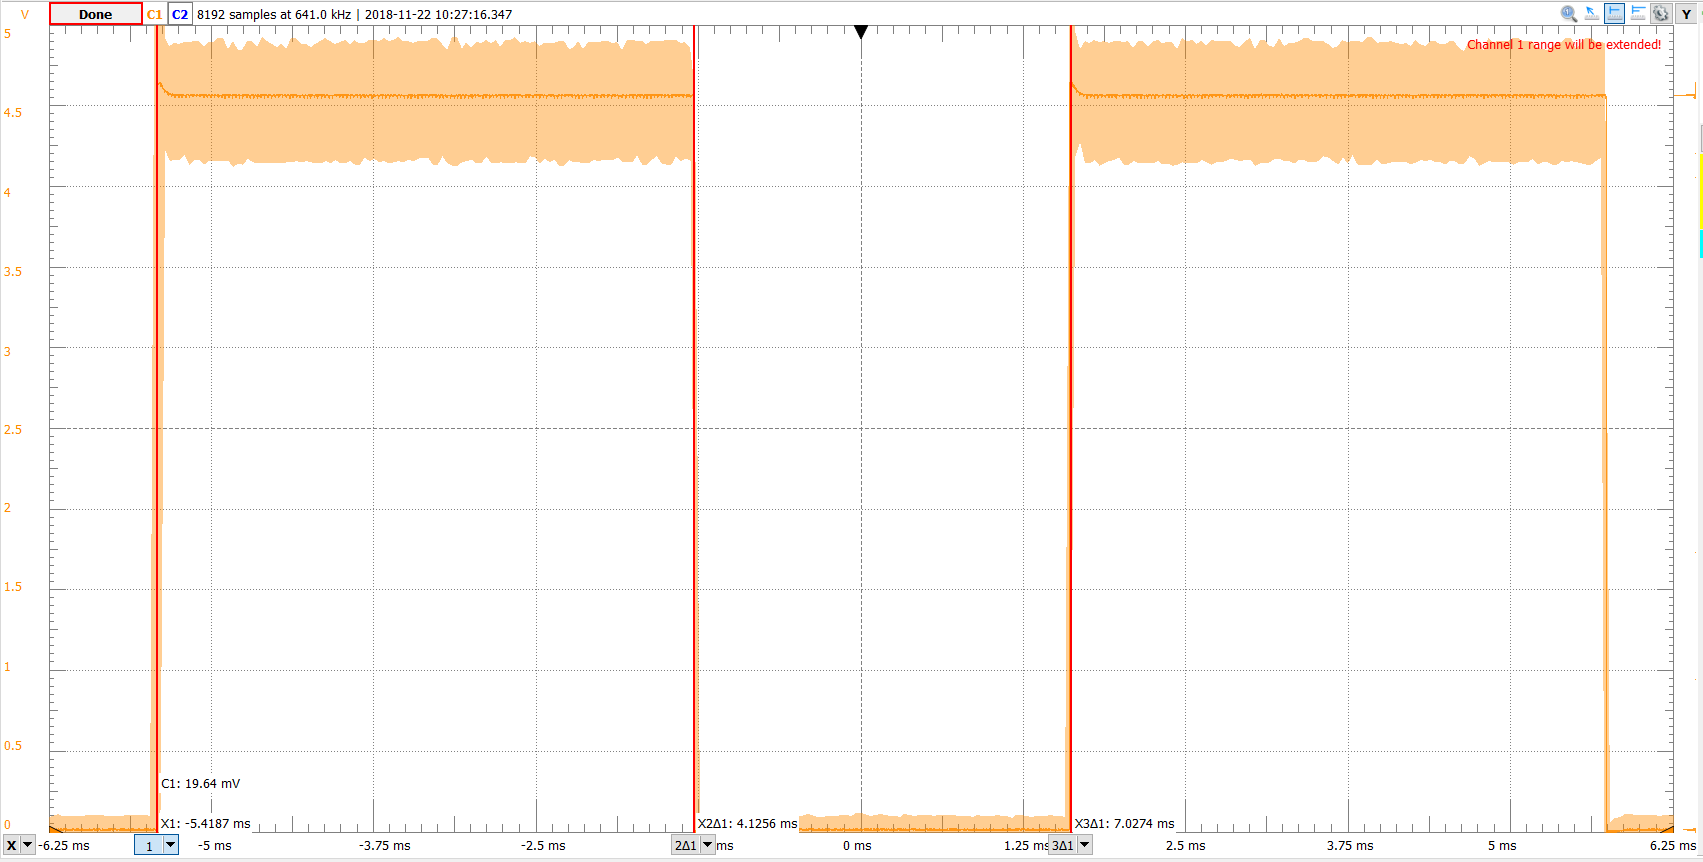 V Done C1 C2 8192 samples at 641.0 kHz | 2018-11-22 10:27:16.347 Y
Channel 1 range will be extended!
5
4.5
4
3.5
3
2.5
2
1.5
1
0.5
0
C1: 19.64 mV
X1: -5.4187 ms X2Δ1: 4.1256 ms X3Δ1: 7.0274 ms
X -6.25 ms 1 -5 ms -3.75 ms -2.5 ms 2Δ1 ms 0 ms 1.25 ms 3Δ1 2.5 ms 3.75 ms 5 ms 6.25 ms